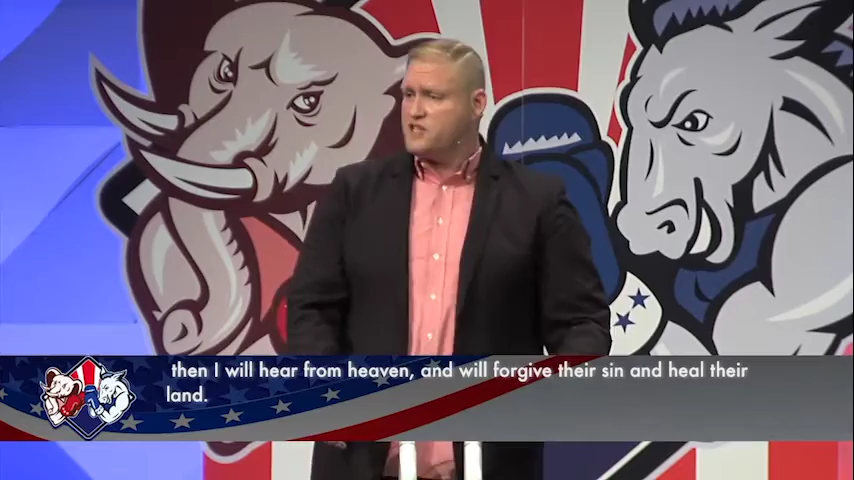 then I will hear from heaven, and will forgive their sin and heal their
land.